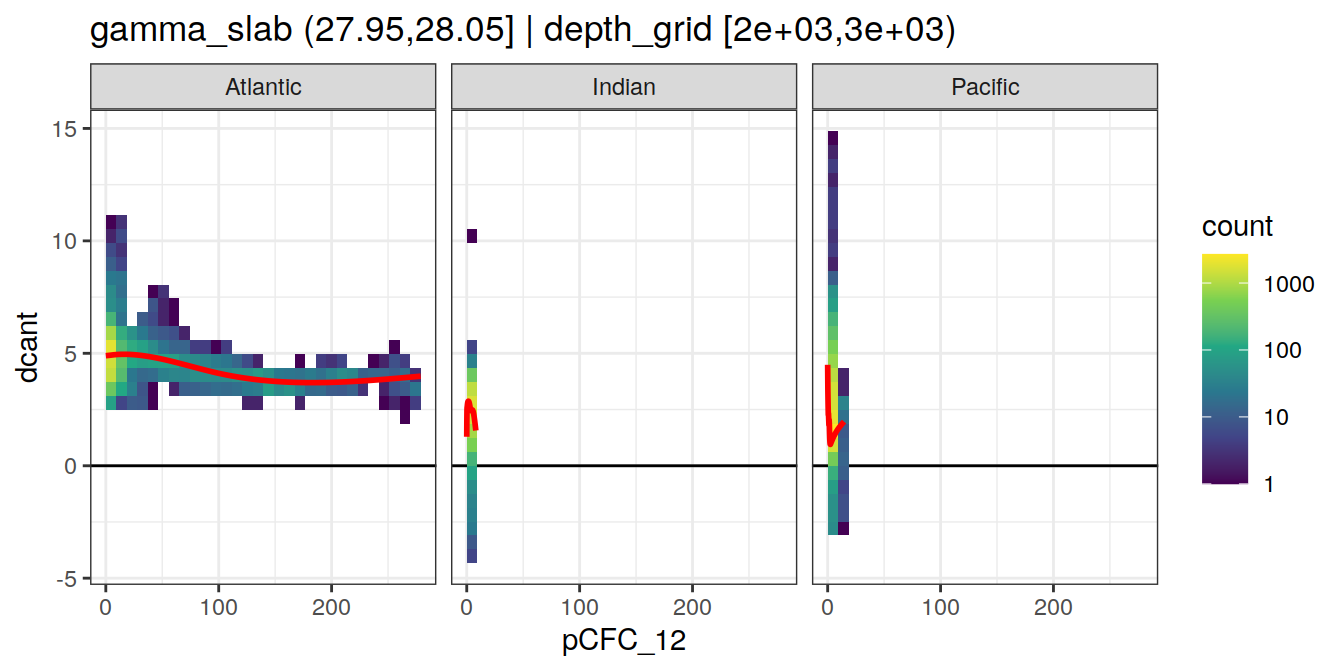 gamma_slab (27.95,28.05] | depth_grid [2e+03,3e+03)
Atlantic
Indian
Pacific
dcant
15
10
5
0
-5
0 100 200
0 100 200
0 100 200
pCFC_12
count
1000
100
10
1